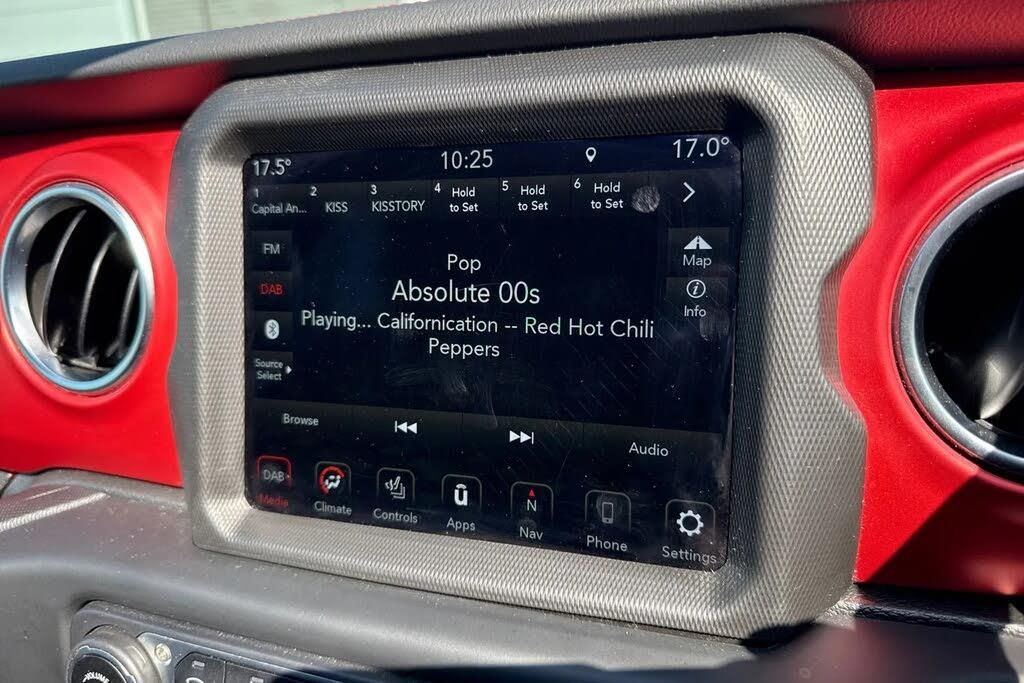 17.5° 10:25 17.0°
1 Capital An... 2 KISS 3 KISSTORY 4 Hold to Set 5 Hold to Set 6 Hold to Set
FM
DAB
Source Select
Pop
Absolute 00s
Playing... Californication -- Red Hot Chili
Peppers
Map
Info
Browse Audio
DAB
Media Climate Controls Apps N Nav Phone Settings
VOLUME